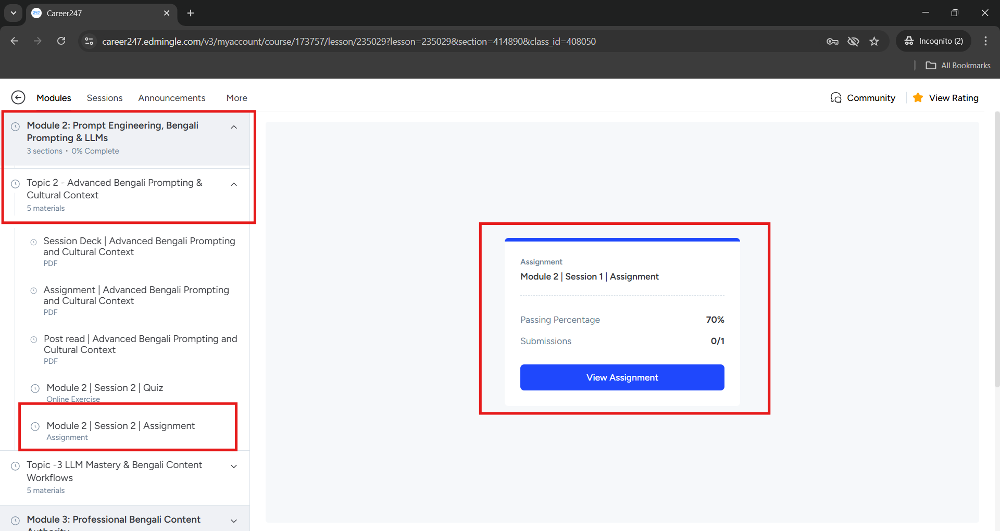 Career247
career247.edmingle.com/v3/myaccount/course/173757/lesson/235029?lesson=235029&section=414890&class_id=408050
Incognito (2)
All Bookmarks
Modules
Sessions
Announcements
More
Community
View Rating
Module 2: Prompt Engineering, Bengali
Prompting & LLMs
3 sections • 0% Complete
Topic 2 - Advanced Bengali Prompting &
Cultural Context
5 materials
Session Deck | Advanced Bengali Prompting
and Cultural Context
PDF
Assignment | Advanced Bengali Prompting
and Cultural Context
PDF
Post read | Advanced Bengali Prompting and
Cultural Context
PDF
Module 2 | Session 2 | Quiz
Online Exercise
Module 2 | Session 2 | Assignment
Assignment
Topic -3 LLM Mastery & Bengali Content
Workflows
5 materials
Module 3: Professional Bengali Content
Authority
Assignment
Module 2 | Session 1 | Assignment
Passing Percentage 70%
Submissions 0/1
View Assignment